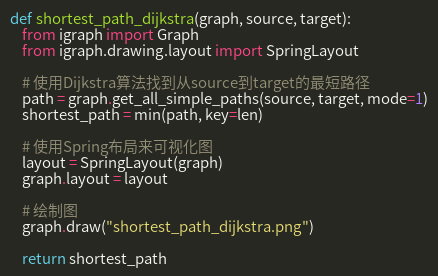 def shortest_path_dijkstra(graph, source, target):
from igraph import Graph
from igraph.drawing.layout import SpringLayout
# 使用Dijkstra算法找到从source到target的最短路径
path = graph.get_all_simple_paths(source, target, mode=1)
shortest_path = min(path, key=len)
# 使用Spring布局来可视化图
layout = SpringLayout(graph)
graph.layout = layout
# 绘制图
graph.draw("shortest_path_dijkstra.png")
return shortest_path